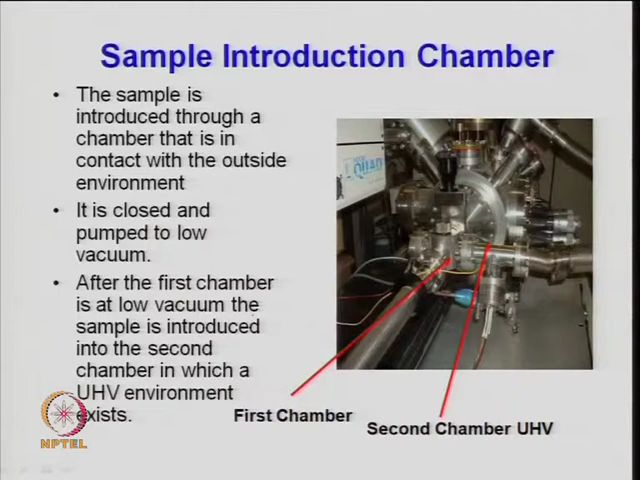 Sample Introduction Chamber
• The sample is
introduced through a
chamber that is in
contact with the outside
environment
• It is closed and
pumped to low
vacuum.
• After the first chamber
is at low vacuum the
sample is introduced
into the second
chamber in which a
UHV environment
exists.
QUAD
First Chamber
Second Chamber UHV
NPTEL